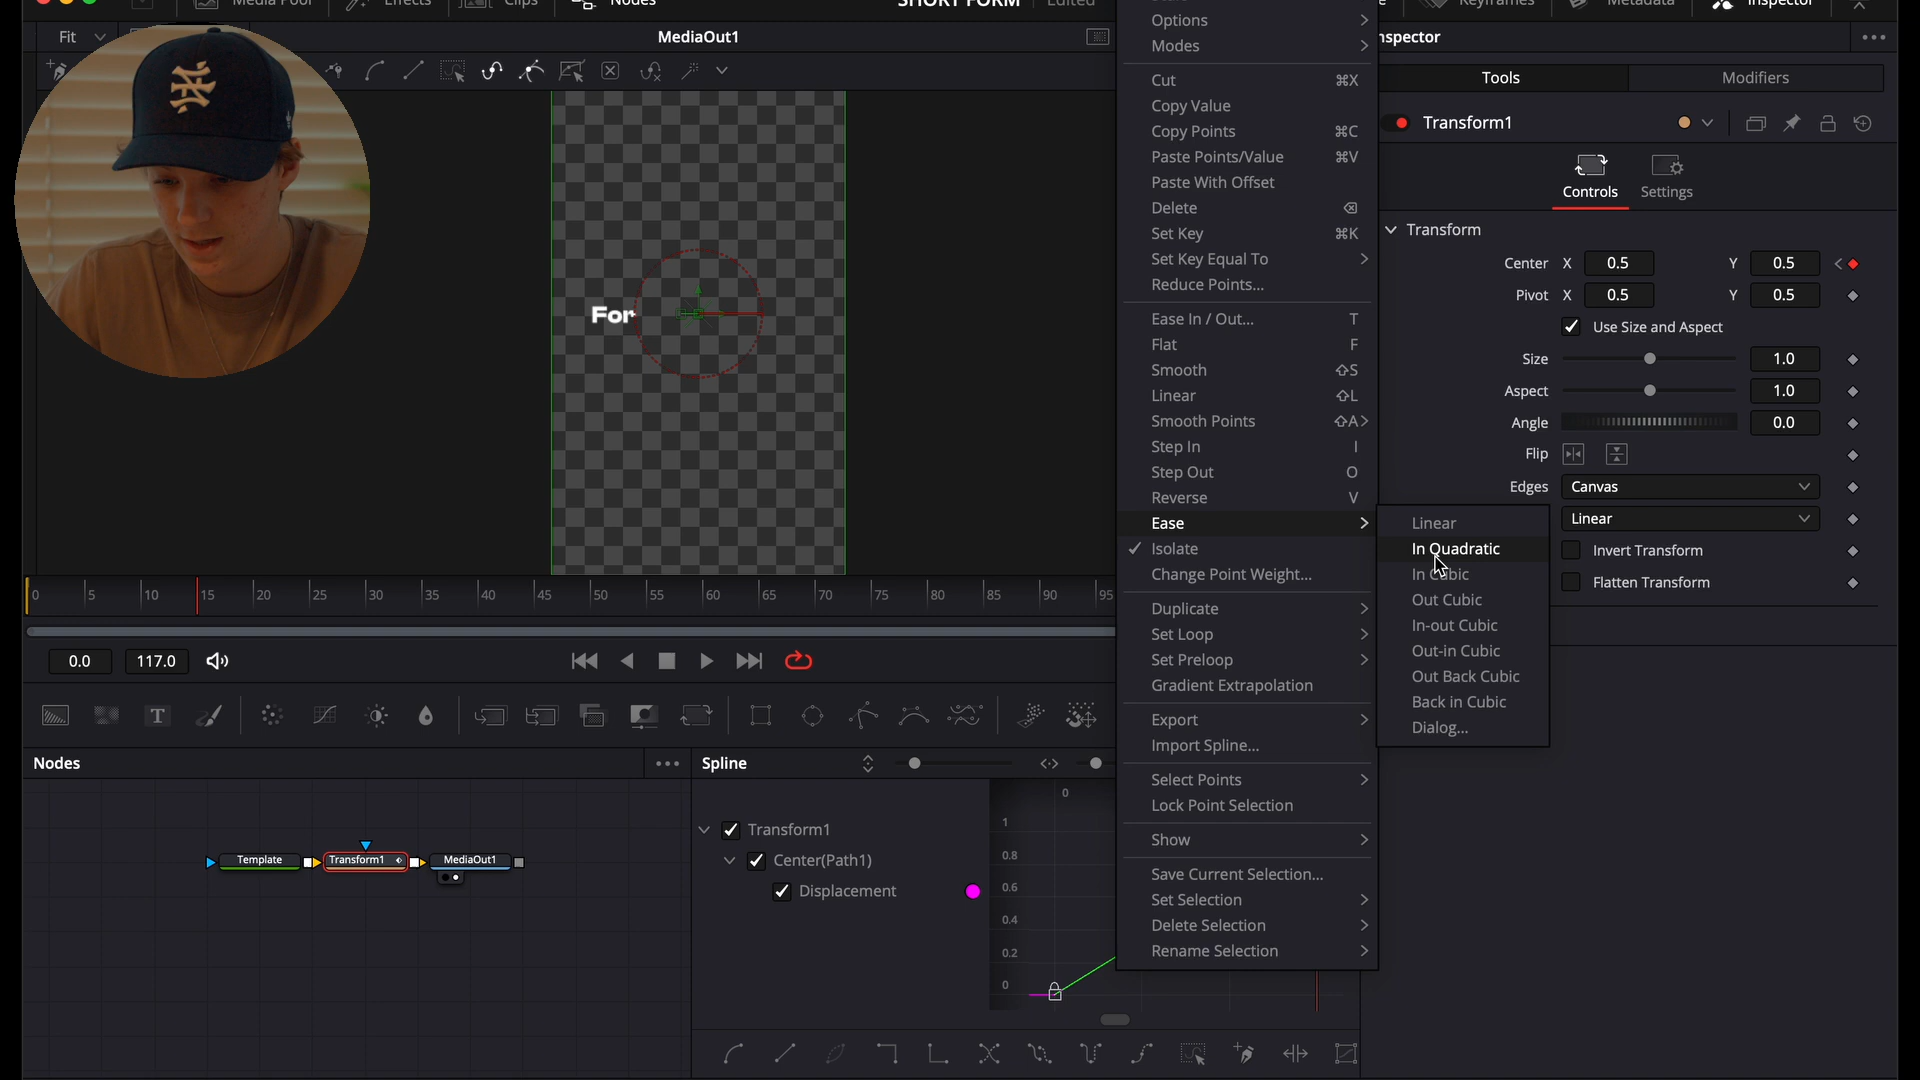 Media Pool
Effects
Clips
Nodes
SHORT FORM
Edited
Keyframes
Metadata
Inspector
Fit
MediaOut1
nspector
Tools
Modifiers
Transform1
Controls
Settings
Transform
Center X 0.5 Y 0.5
Pivot X 0.5 Y 0.5
Use Size and Aspect
Size 1.0
Aspect 1.0
Angle 0.0
Flip
Edges Canvas
Linear
Invert Transform
Flatten Transform
Options
Modes
Cut ⌘X
Copy Value
Copy Points ⌘C
Paste Points/Value ⌘V
Paste With Offset
Delete
Set Key ⌘K
Set Key Equal To
Reduce Points...
Ease In / Out... T
Flat F
Smooth ⇧S
Linear ⇧L
Smooth Points ⇧A
Step In I
Step Out O
Reverse V
Ease
Isolate
Change Point Weight...
Duplicate
Set Loop
Set Preloop
Gradient Extrapolation
Export
Import Spline...
Select Points
Lock Point Selection
Show
Save Current Selection...
Set Selection
Delete Selection
Rename Selection
Linear
In Quadratic
In Cubic
Out Cubic
In-out Cubic
Out-in Cubic
Out Back Cubic
Back in Cubic
Dialog...
For
0 5 10 15 20 25 30 35 40 45 50 55 60 65 70 75 80 85 90 95
0.0 117.0
Nodes
Template
Transform1
MediaOut1
Spline
Transform1
Center(Path1)
Displacement
0
1
0.8
0.6
0.4
0.2
0